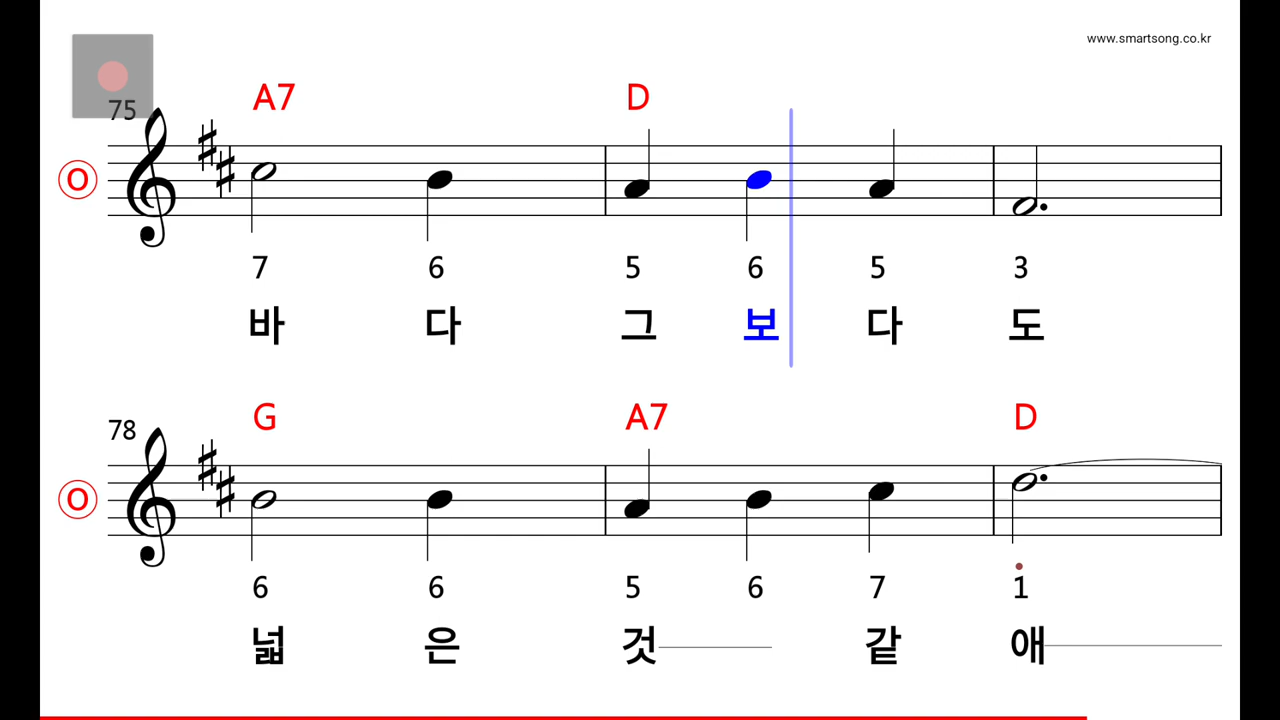 www.smartsong.co.kr
75
A7 D
O
7 6 5 6 5 3
바 다 그 보 다 도
78
G A7 D
O
6 6 5 6 7 1
넓 은 것 같 애